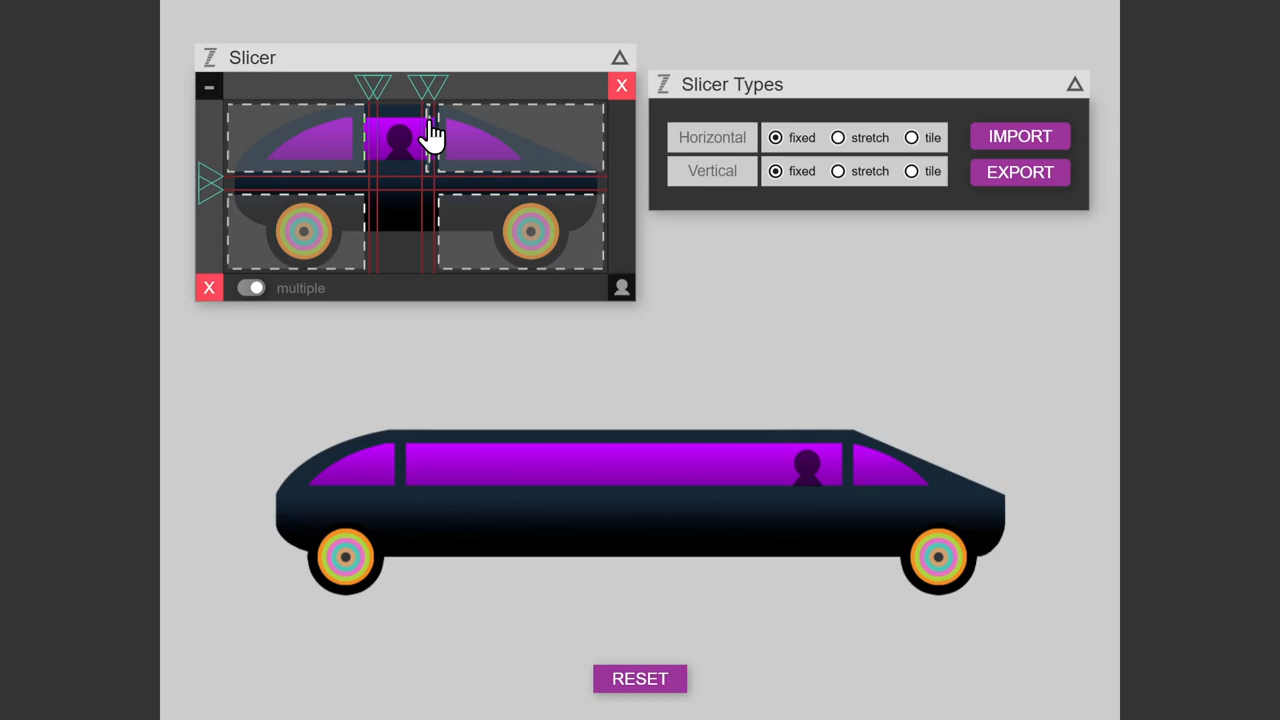 Slicer
X
Slicer Types
Horizontal fixed stretch tile IMPORT
Vertical fixed stretch tile EXPORT
X multiple
RESET